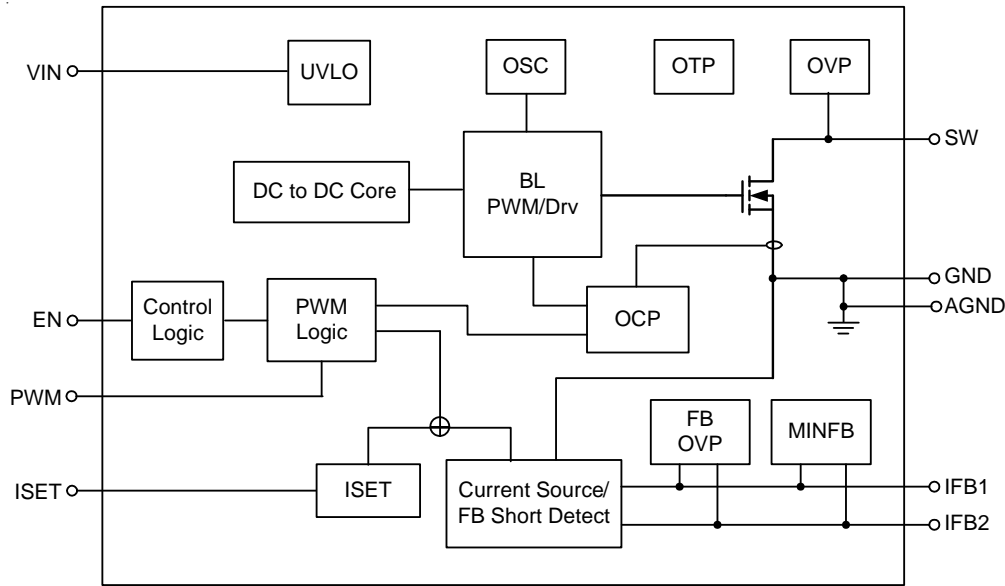 VIN
UVLO
OSC
OTP
OVP
SW
DC to DC Core
BL
PWM/Drv
GND
AGND
EN
Control
Logic
PWM
Logic
OCP
PWM
FB
OVP
MINFB
ISET
ISET
Current Source/
FB Short Detect
IFB1
IFB2